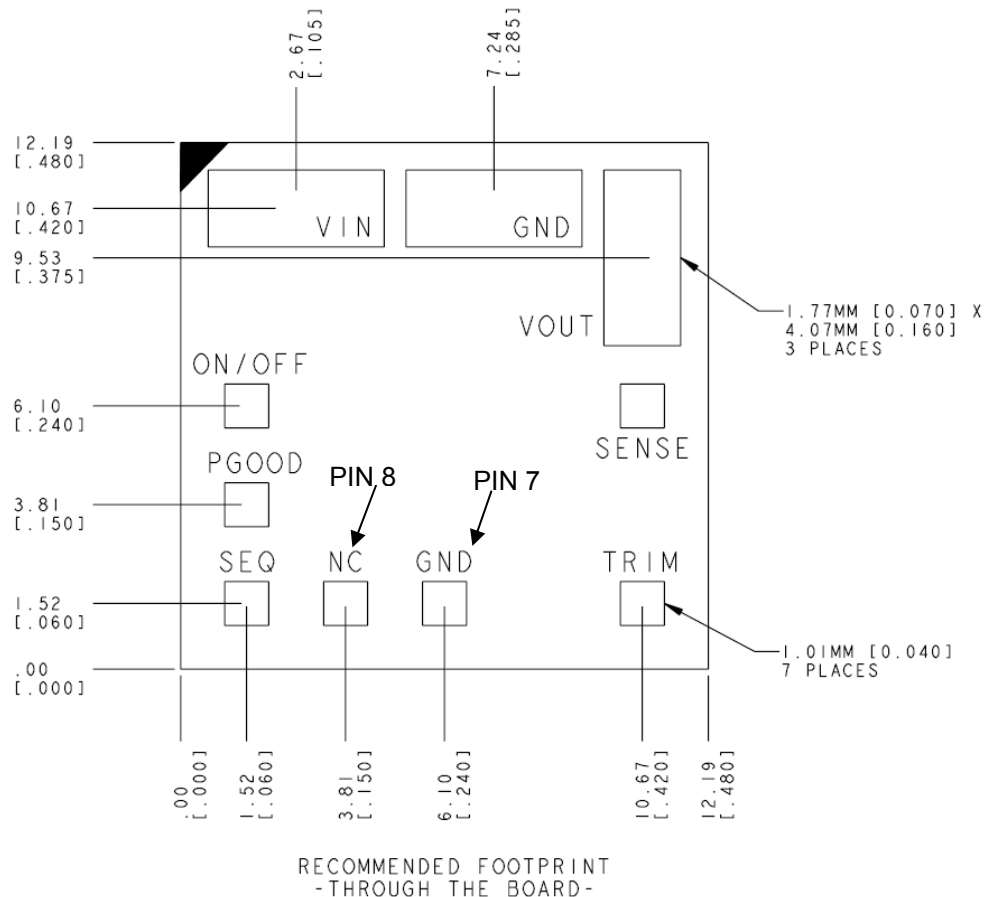 2.67
[.105]
7.24
[.285]
12.19
[.480]
10.67
[.420]
VIN
GND
9.53
[.375]
1.77MM [0.070] X
4.07MM [0.160]
3 PLACES
VOUT
ON/OFF
6.10
[.240]
SENSE
PGOOD
PIN 8
PIN 7
3.81
[.150]
SEQ
NC
GND
TRIM
1.52
[.060]
1.01MM [0.040]
7 PLACES
.00
[.000]
.00
[.000]
1.52
[.060]
3.81
[.150]
6.10
[.240]
10.67
[.420]
12.19
[.480]
RECOMMENDED FOOTPRINT
-THROUGH THE BOARD-